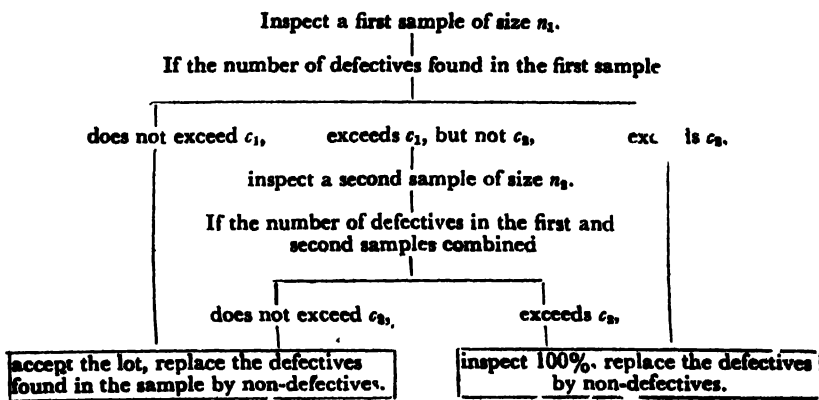 Inspect a first sample of size n₁.
If the number of defectives found in the first sample
does not exceed c₁,
exceeds c₁, but not c₂,
inspect a second sample of size n₂.
If the number of defectives in the first and
second samples combined
does not exceed c₂,
exceeds c₂,
c₂.
accept the lot, replace the defectives
found in the sample by non-defectives.
inspect 100%. replace the defectives
by non-defectives.